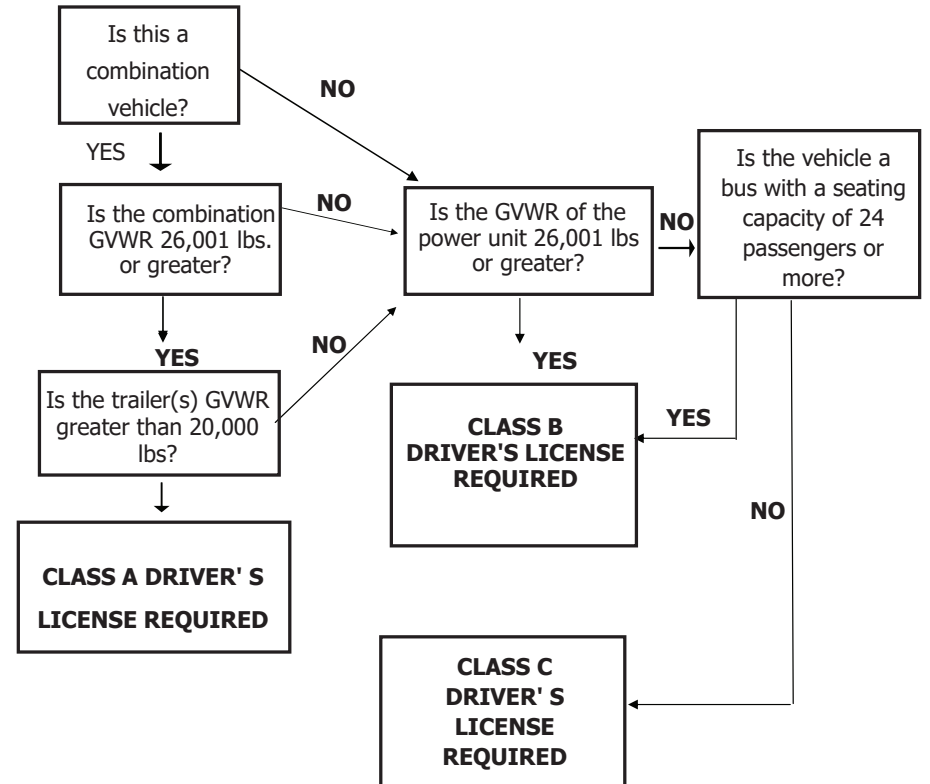 Is this a
combination
vehicle?
NO
YES
Is the combination
GVWR 26,001 lbs.
or greater?
NO
Is the GVWR of the
power unit 26,001 lbs
or greater?
NO
Is the vehicle a
bus with a seating
capacity of 24
passengers or
more?
YES
NO
YES
Is the trailer(s) GVWR
greater than 20,000
lbs?
CLASS B
DRIVER'S LICENSE
REQUIRED
YES
NO
CLASS A DRIVER' S
LICENSE REQUIRED
CLASS C
DRIVER' S
LICENSE
REQUIRED